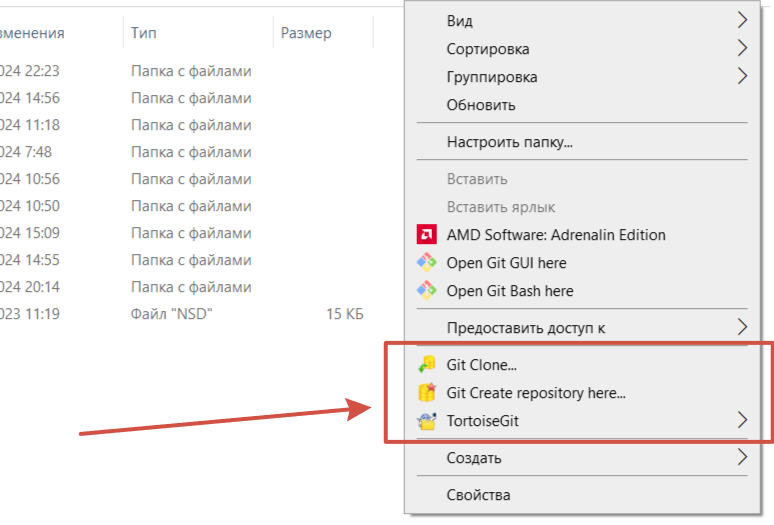 зменения Тип Размер
024 22:23 Папка с файлами
024 14:56 Папка с файлами
024 11:18 Папка с файлами
024 7:48 Папка с файлами
024 10:56 Папка с файлами
024 10:50 Папка с файлами
024 15:09 Папка с файлами
024 14:55 Папка с файлами
024 20:14 Папка с файлами
023 11:19 Файл "NSD" 15 КБ
Вид
Сортировка
Группировка
Обновить
Настроить папку...
Вставить
Вставить ярлык
AMD Software: Adrenalin Edition
Open Git GUI here
Open Git Bash here
Предоставить доступ к
Git Clone...
Git Create repository here...
TortoiseGit
Создать
Свойства